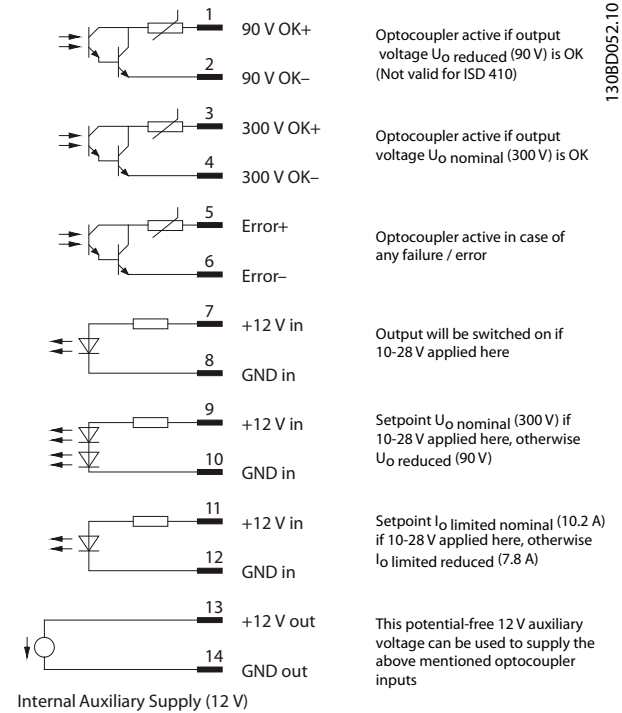 1
90 V OK+
2
90 V OK–
Optocoupler active if output
voltage UO reduced (90 V) is OK
(Not valid for ISD 410)
130BD052.10
3
300 V OK+
4
300 V OK–
Optocoupler active if output
voltage UO nominal (300 V) is OK
5
Error+
6
Error–
Optocoupler active in case of
any failure / error
7
+12 V in
8
GND in
Output will be switched on if
10-28 V applied here
9
+12 V in
10
GND in
Setpoint UO nominal (300 V) if
10-28 V applied here, otherwise
UO reduced (90 V)
11
+12 V in
12
GND in
Setpoint IO limited nominal (10.2 A)
if 10-28 V applied here, otherwise
IO limited reduced (7.8 A)
13
+12 V out
14
GND out
This potential-free 12 V auxiliary
voltage can be used to supply the
above mentioned optocoupler
inputs
Internal Auxiliary Supply (12 V)